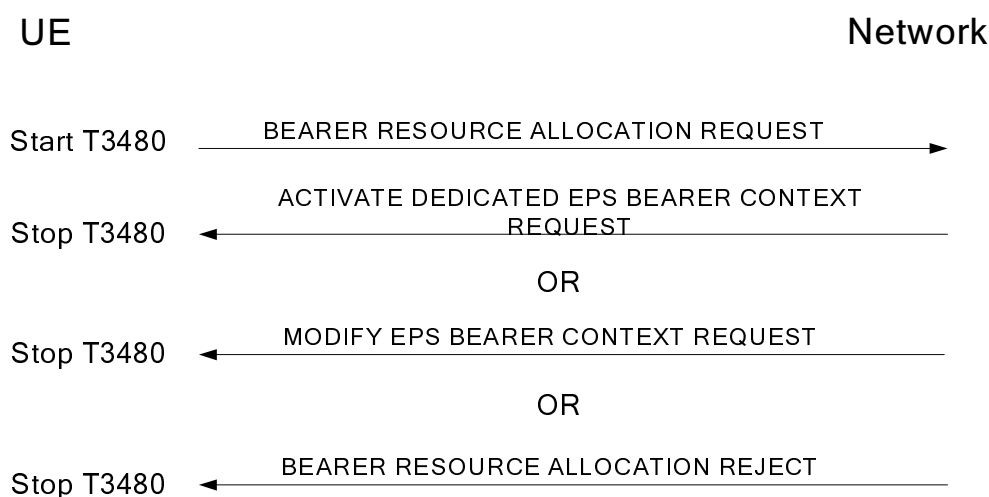 UE
Network
Start T3480
BEARER RESOURCE ALLOCATION REQUEST
ACTIVATE DEDICATED EPS BEARER CONTEXT
REQUEST
Stop T3480
OR
MODIFY EPS BEARER CONTEXT REQUEST
Stop T3480
OR
BEARER RESOURCE ALLOCATION REJECT
Stop T3480